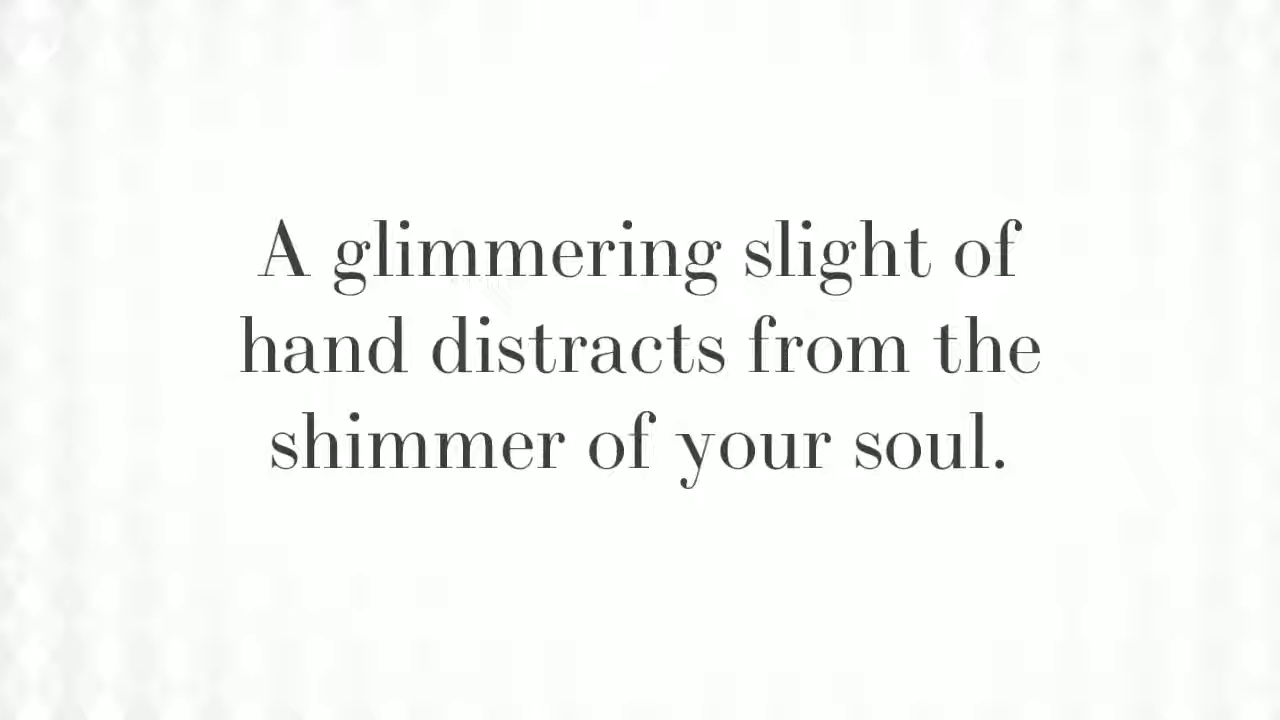 A glimmering slight of
hand distracts from the
shimmer of your soul.